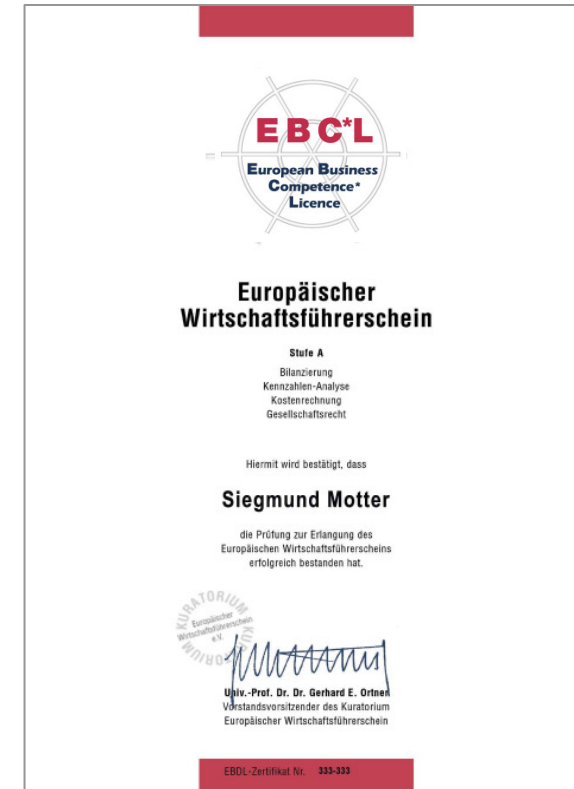 EBC*L
European Business
Competence*
Licence
Europäischer
Wirtschaftsführerschein
Stufe A
Bilanzierung
Kennzahlen-Analyse
Kostenrechnung
Gesellschaftsrecht
Hiermit wird bestätigt, dass
Siegmund Motter
die Prüfung zur Erlangung des
Europäischen Wirtschaftsführerscheins
erfolgreich bestanden hat.
KURATORIUM
Europäischer
Wirtschaftsführerschein
e.V.
KURATORIUM
Univ.-Prof. Dr. Dr. Gerhard E. Ortner
Vorstandsvorsitzender des Kuratorium
Europäischer Wirtschaftsführerschein
EBDL-Zertifikat Nr. 333-333